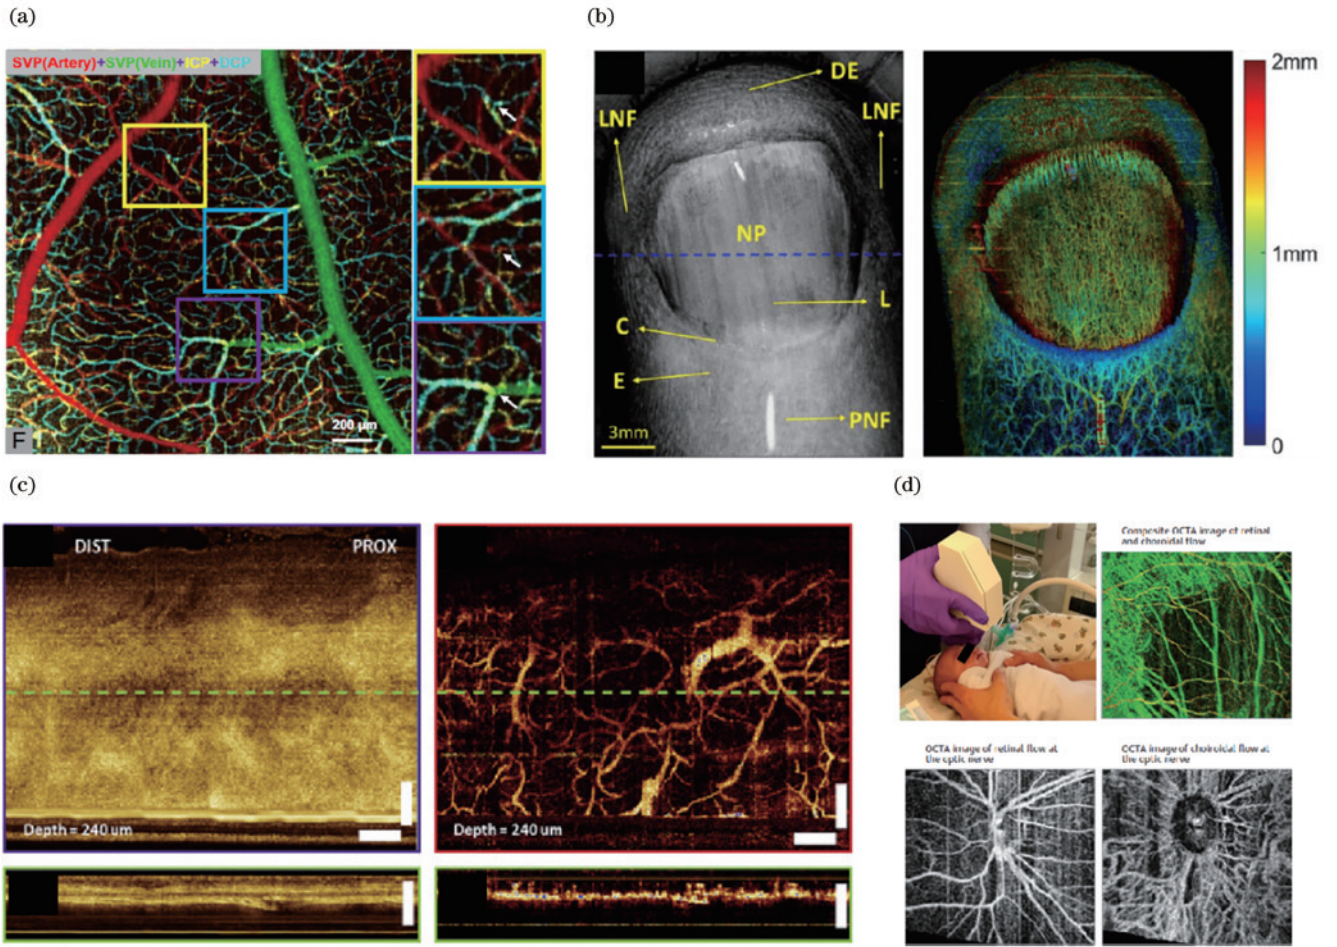 (a)
SVP(Artery)+SVP(Vein)+ICP+DCP
F
200 μm
(b)
DE
LNF
LNF
NP
L
C
E
PNF
3mm
2mm
1mm
0
(c)
DIST
PROX
Depth = 240 um
Depth = 240 um
(d)
Composite OCTA image of retinal
and choroidal flow
OCTA image of retinal flow at
the optic nerve
OCTA image of choiroidal flow at
the optic nerve